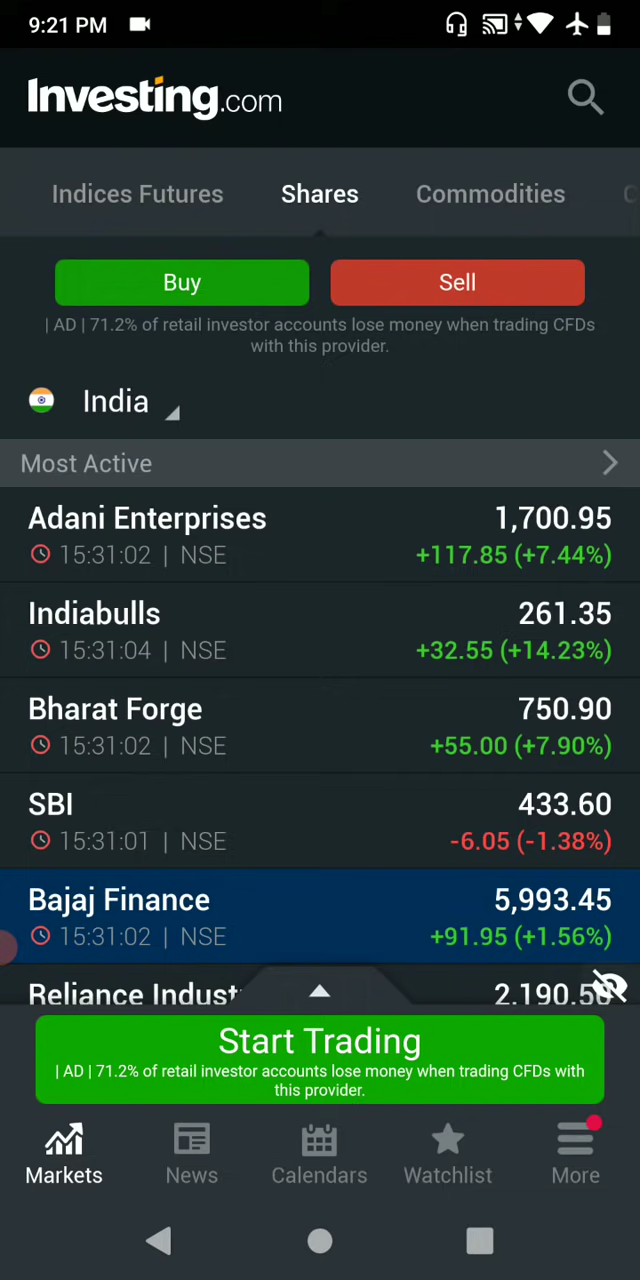 9:21 PM
Investing.com
Indices Futures Shares Commodities
Buy Sell
| AD | 71.2% of retail investor accounts lose money when trading CFDs
with this provider.
India
Most Active
Adani Enterprises 1,700.95
15:31:02 | NSE +117.85 (+7.44%)
Indiabulls 261.35
15:31:04 | NSE +32.55 (+14.23%)
Bharat Forge 750.90
15:31:02 | NSE +55.00 (+7.90%)
SBI 433.60
15:31:01 | NSE -6.05 (-1.38%)
Bajaj Finance 5,993.45
15:31:02 | NSE +91.95 (+1.56%)
Reliance 2,190.50
Start Trading
| AD | 71.2% of retail investor accounts lose money when trading CFDs with
this provider.
Markets News Calendars Watchlist More